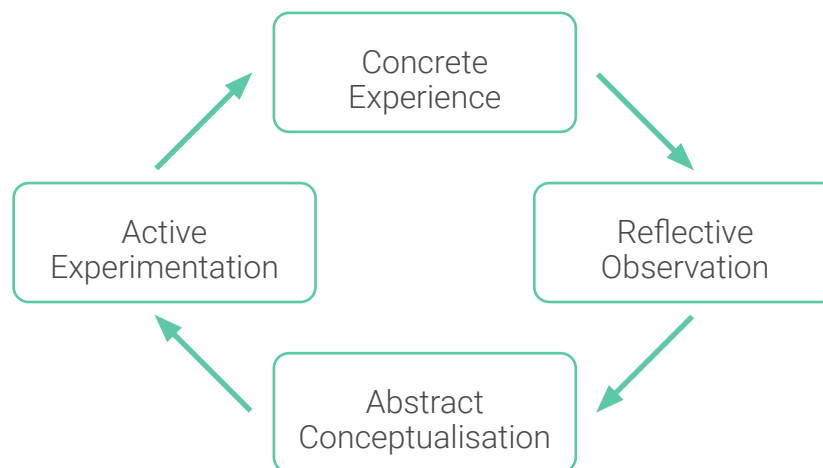 Concrete
Experience
Active
Experimentation
Reflective
Observation
Abstract
Conceptualisation